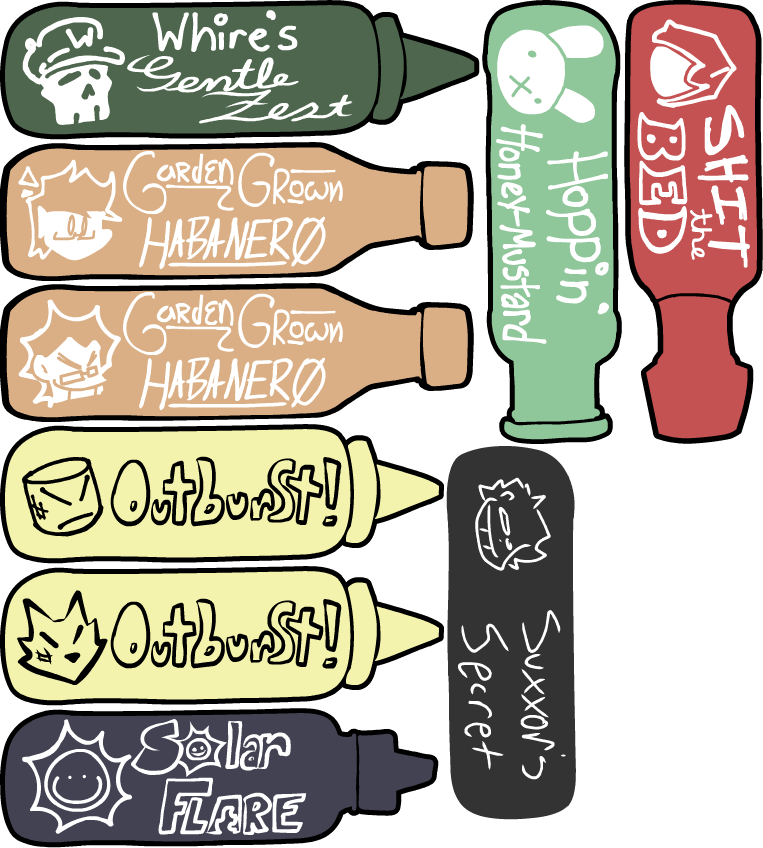 W
Whire's
Gentle
Zest
Garden Grown
HABANERØ
Garden Grown
HABANERØ
Outburst!
Outburst!
Solar
FLARE
Hoppin'
Honey-Mustard
SHIT
the
BED
Suxxor's
Secret